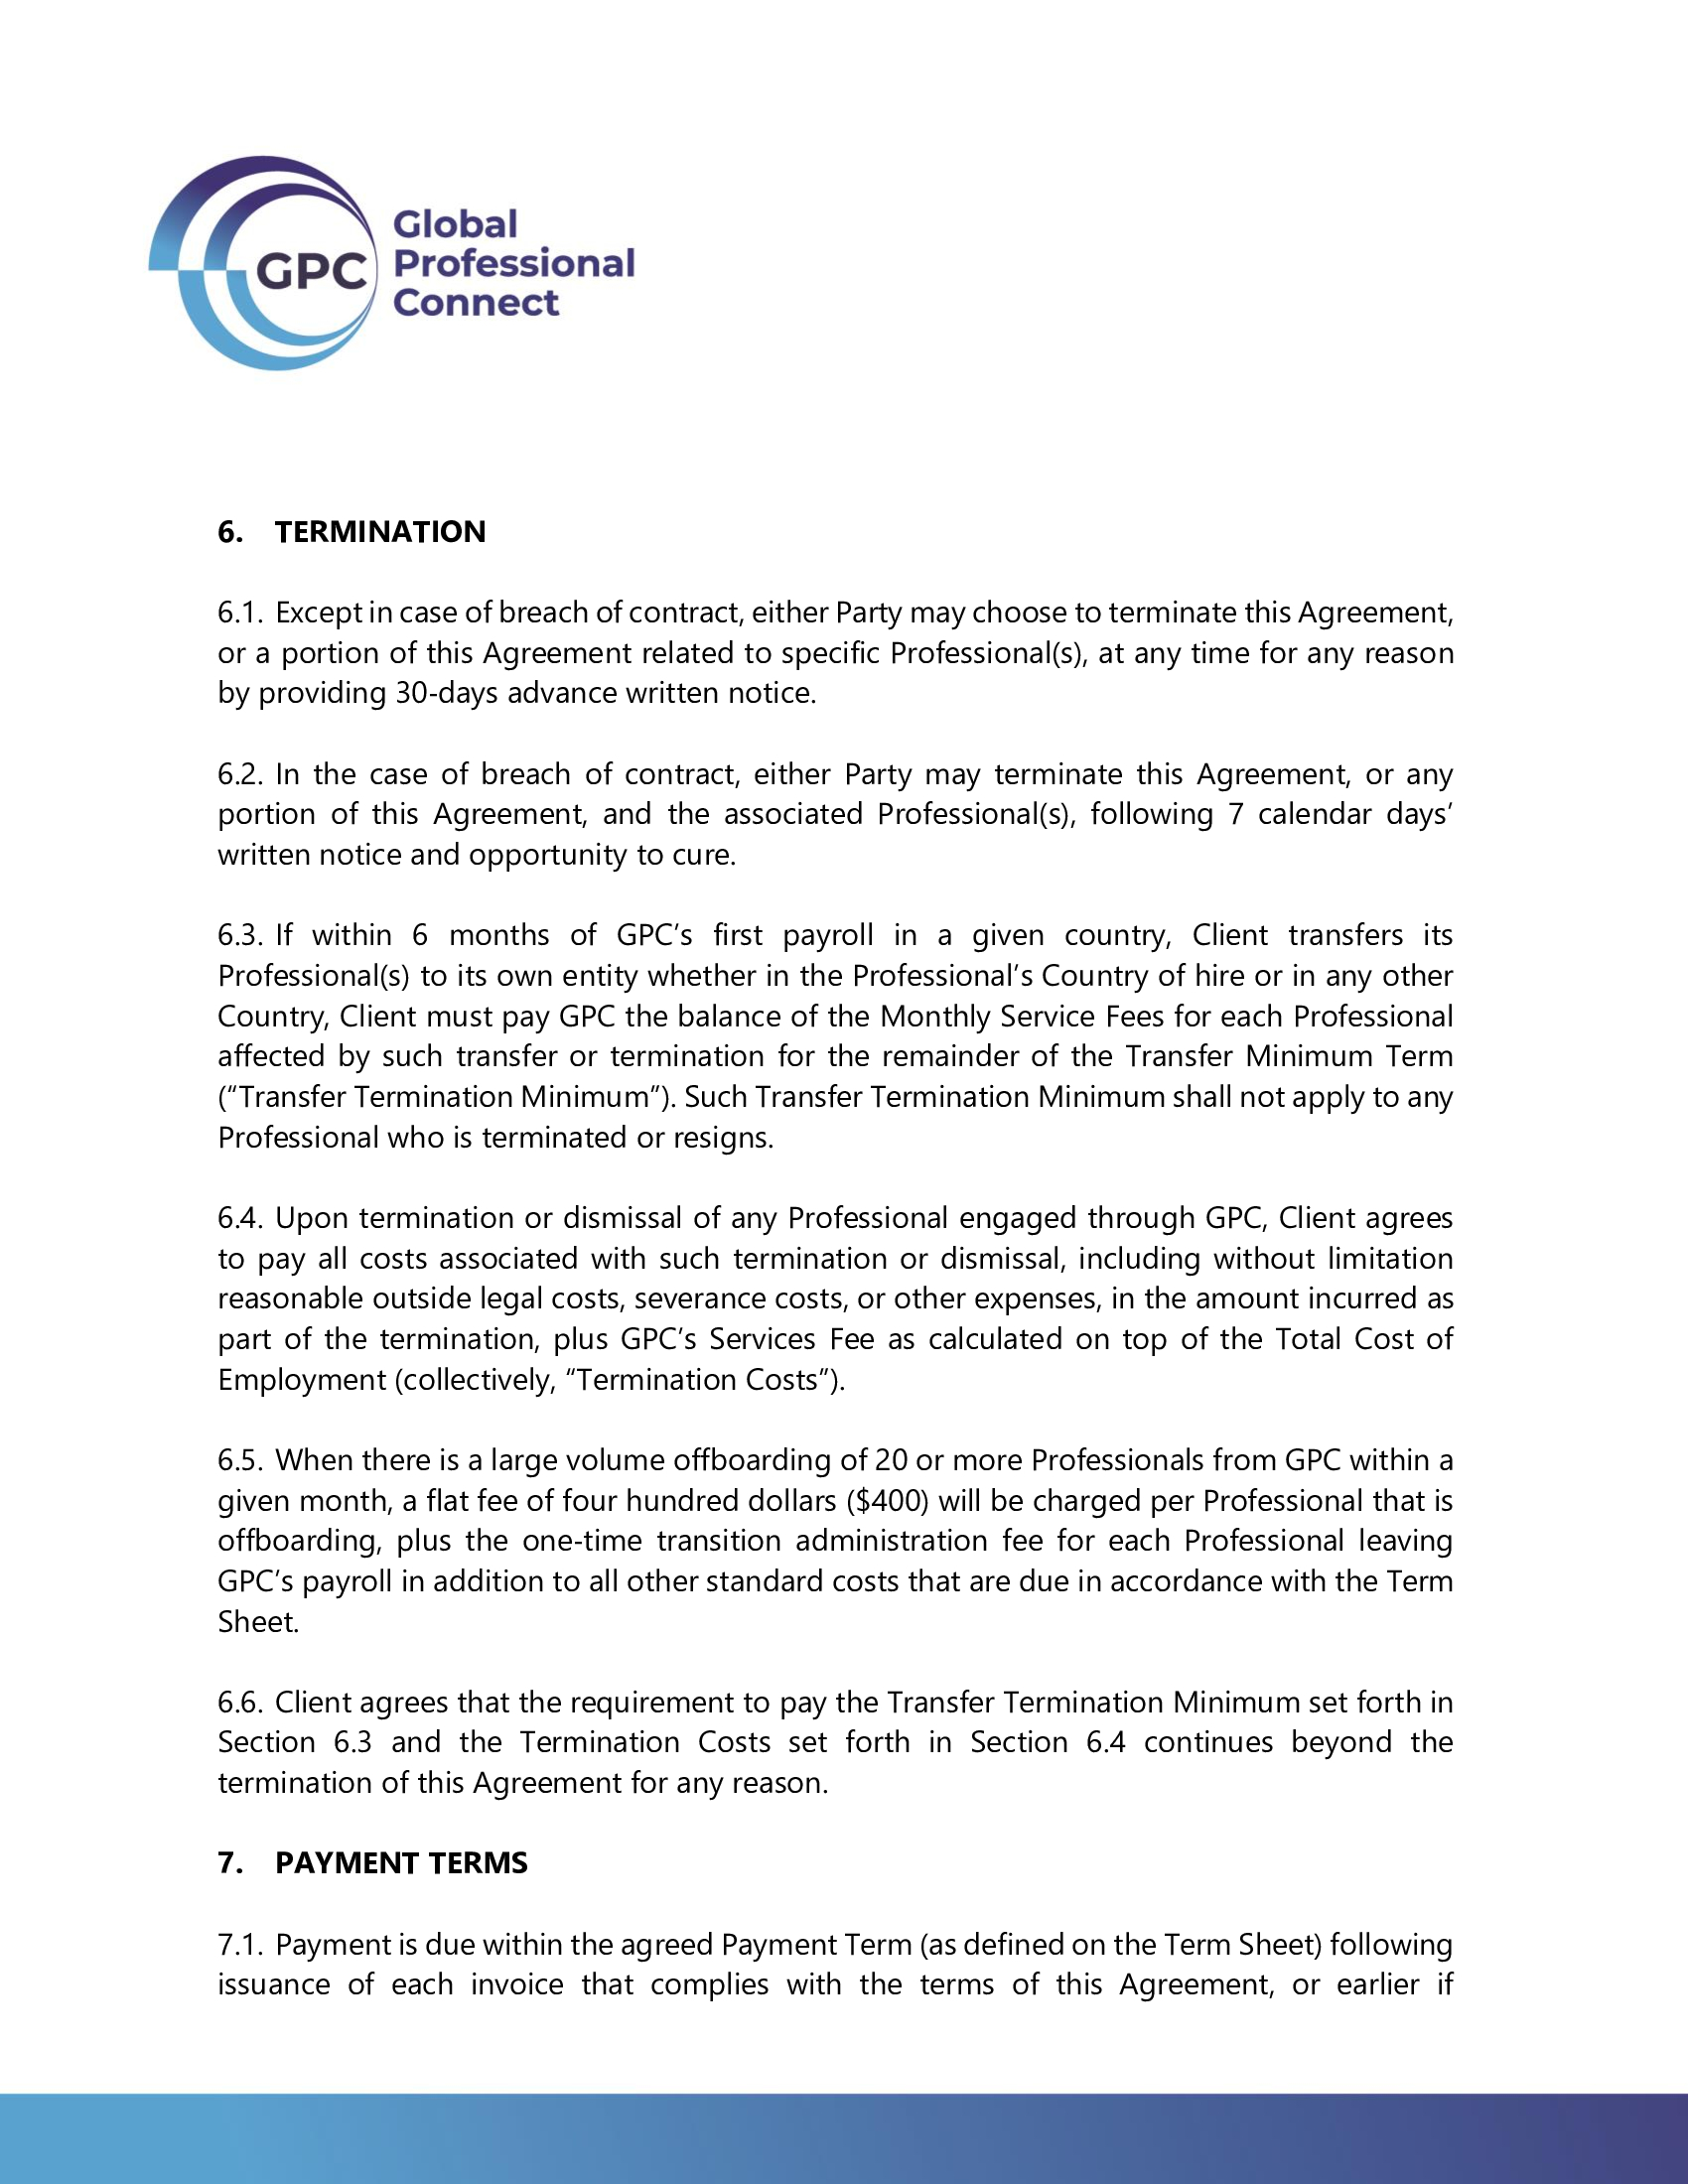 GPC
Global
Professional
Connect
6. TERMINATION
6.1. Except in case of breach of contract, either Party may choose to terminate this Agreement,
or a portion of this Agreement related to specific Professional(s), at any time for any reason
by providing 30-days advance written notice.
6.2. In the case of breach of contract, either Party may terminate this Agreement, or any
portion of this Agreement, and the associated Professional(s), following 7 calendar days’
written notice and opportunity to cure.
6.3. If within 6 months of GPC’s first payroll in a given country, Client transfers its
Professional(s) to its own entity whether in the Professional’s Country of hire or in any other
Country, Client must pay GPC the balance of the Monthly Service Fees for each Professional
affected by such transfer or termination for the remainder of the Transfer Minimum Term
(“Transfer Termination Minimum”). Such Transfer Termination Minimum shall not apply to any
Professional who is terminated or resigns.
6.4. Upon termination or dismissal of any Professional engaged through GPC, Client agrees
to pay all costs associated with such termination or dismissal, including without limitation
reasonable outside legal costs, severance costs, or other expenses, in the amount incurred as
part of the termination, plus GPC’s Services Fee as calculated on top of the Total Cost of
Employment (collectively, “Termination Costs”).
6.5. When there is a large volume offboarding of 20 or more Professionals from GPC within a
given month, a flat fee of four hundred dollars ($400) will be charged per Professional that is
offboarding, plus the one-time transition administration fee for each Professional leaving
GPC’s payroll in addition to all other standard costs that are due in accordance with the Term
Sheet.
6.6. Client agrees that the requirement to pay the Transfer Termination Minimum set forth in
Section 6.3 and the Termination Costs set forth in Section 6.4 continues beyond the
termination of this Agreement for any reason.
7. PAYMENT TERMS
7.1. Payment is due within the agreed Payment Term (as defined on the Term Sheet) following
issuance of each invoice that complies with the terms of this Agreement, or earlier if